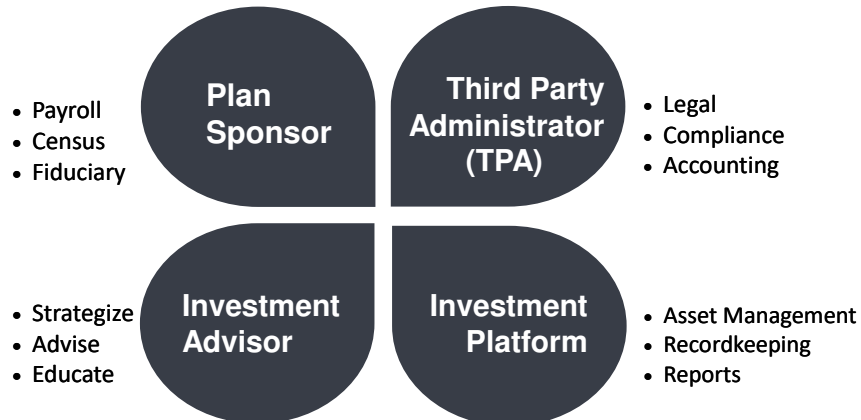 Plan
Sponsor
• Payroll
• Census
• Fiduciary
Third Party
Administrator
(TPA)
• Legal
• Compliance
• Accounting
Investment
Advisor
• Strategize
• Advise
• Educate
Investment
Platform
• Asset Management
• Recordkeeping
• Reports